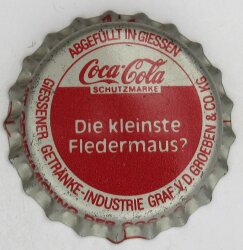 ABGEFÜLLT IN GIESSEN
Coca-Cola
SCHUTZMARKE
Die kleinste
Fledermaus?
GIESSENER GETRÄNKE-INDUSTRIE GRAF V.D. GROEBEN & CO. KG